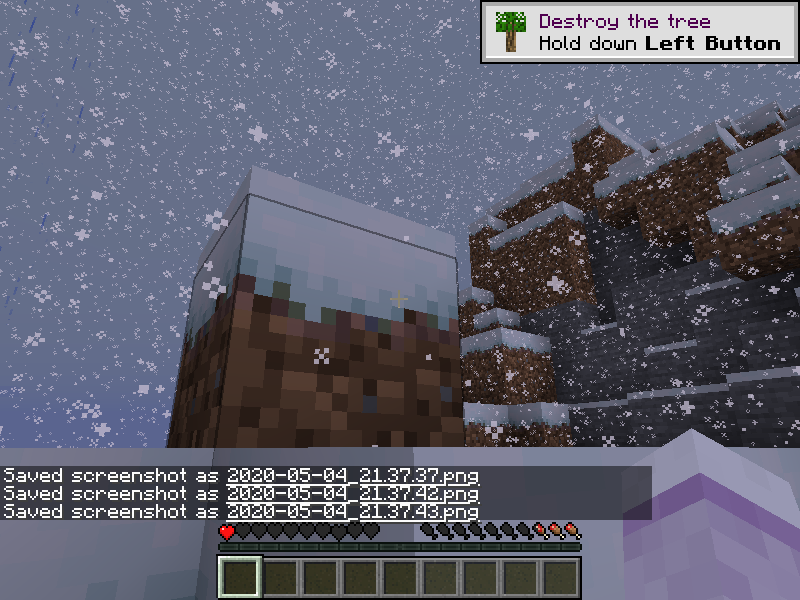 Destroy the tree
Hold down Left Button
Saved screenshot as 2020-05-04_21.37.37.png
Saved screenshot as 2020-05-04_21.37.42.png
Saved screenshot as 2020-05-04_21.37.43.png